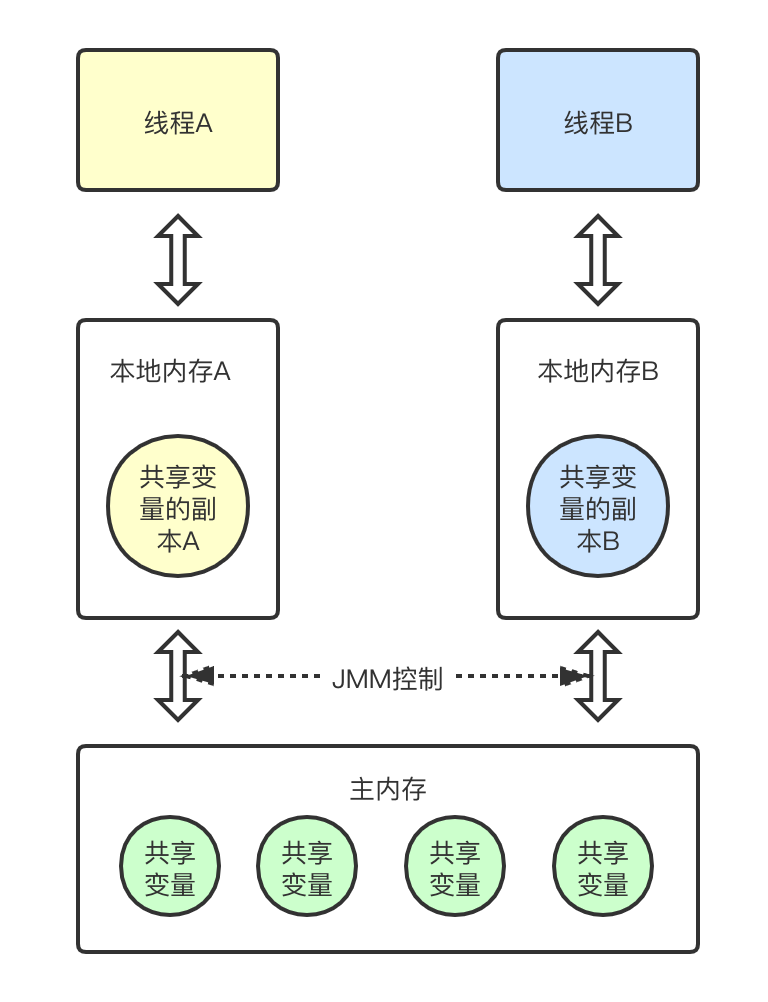 线程A
线程B
本地内存A
本地内存B
共享变
量的副
本A
共享变
量的副
本B
JMM控制
主内存
共享
变量
共享
变量
共享
变量
共享
变量